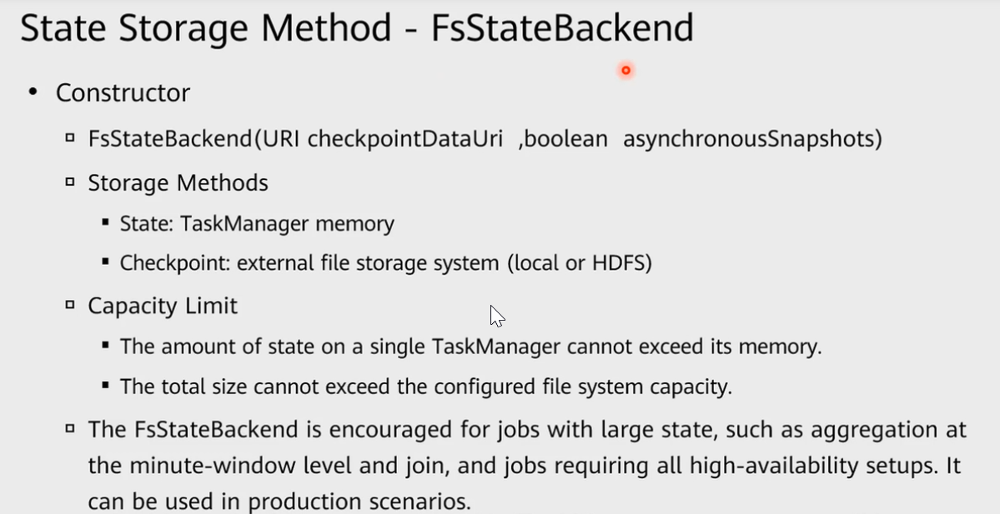 State Storage Method - FsStateBackend
• Constructor
▫ FsStateBackend(URI checkpointDataUri ,boolean asynchronousSnapshots)
▫ Storage Methods
▪ State: TaskManager memory
▪ Checkpoint: external file storage system (local or HDFS)
▫ Capacity Limit
▪ The amount of state on a single TaskManager cannot exceed its memory.
▪ The total size cannot exceed the configured file system capacity.
▫ The FsStateBackend is encouraged for jobs with large state, such as aggregation at
the minute-window level and join, and jobs requiring all high-availability setups. It
can be used in production scenarios.